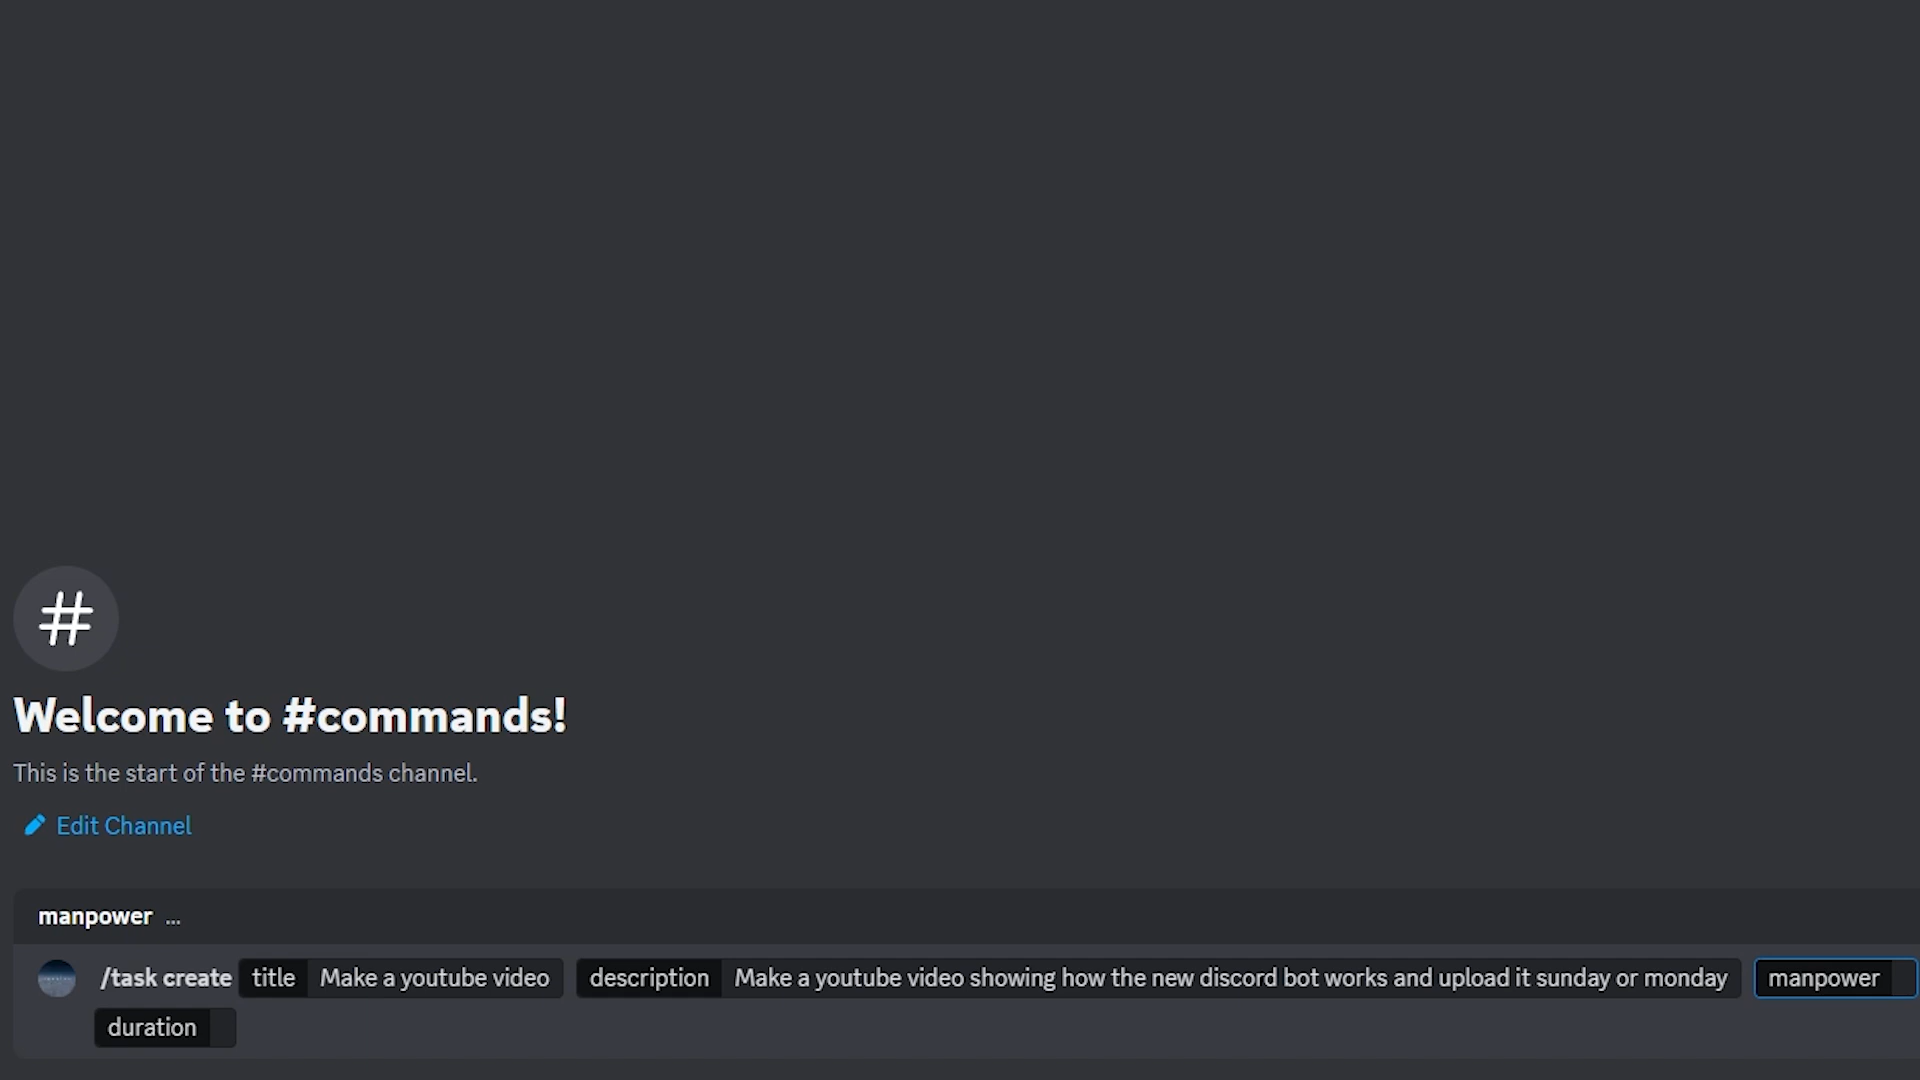 #
Welcome to #commands!
This is the start of the #commands channel.
Edit Channel
manpower ...
/task create title Make a youtube video description Make a youtube video showing how the new discord bot works and upload it sunday or monday manpower
duration